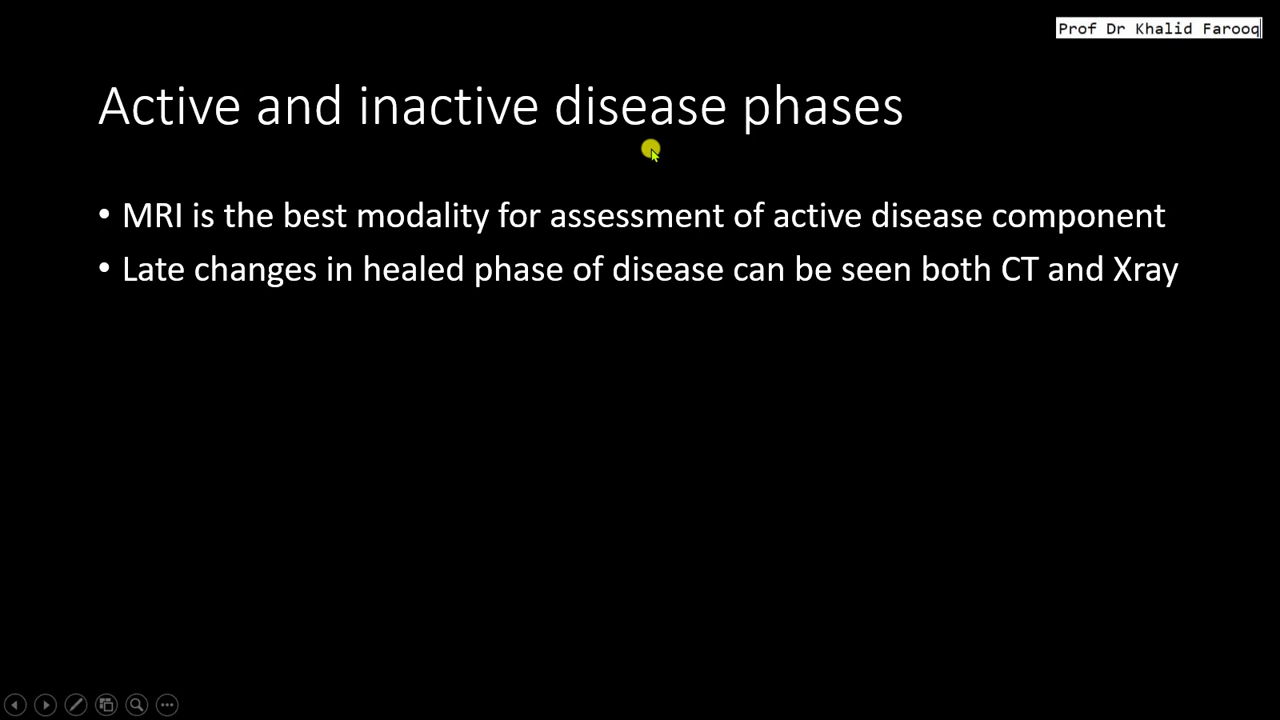 Prof Dr Khalid Farooq
Active and inactive disease phases
• MRI is the best modality for assessment of active disease component
• Late changes in healed phase of disease can be seen both CT and Xray